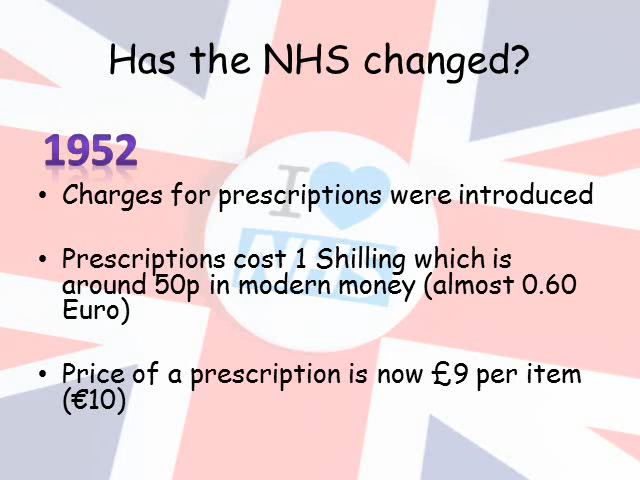 Has the NHS changed?
1952
• Charges for prescriptions were introduced
I
NHS
• Prescriptions cost 1 Shilling which is
around 50p in modern money (almost 0.60
Euro)
• Price of a prescription is now £9 per item
(€10)